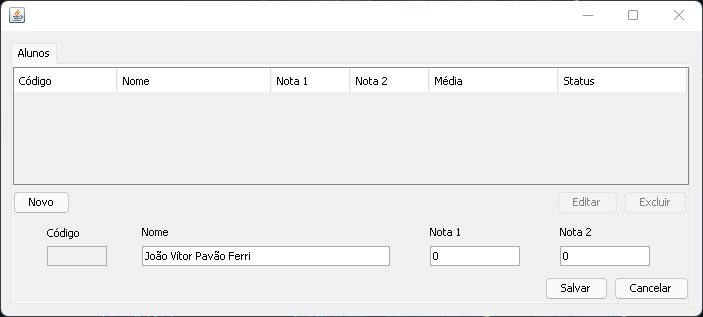 Alunos
Código Nome Nota 1 Nota 2 Média Status
Novo Editar Excluir
Código Nome Nota 1 Nota 2
João Vítor Pavão Ferri 0 0
Salvar Cancelar